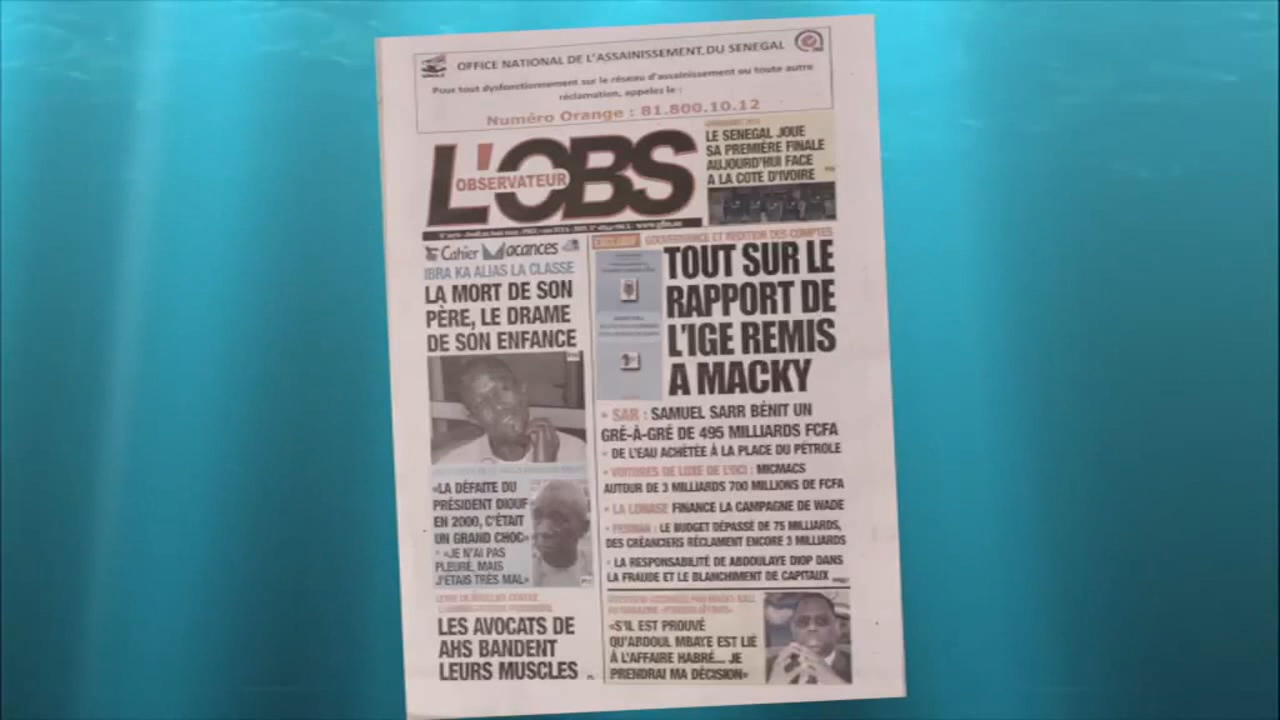 OFFICE NATIONAL DE L'ASSAINISSEMENT DU SENEGAL
Pour tout dysfonctionnement sur le réseau d'assainissement ou toute autre
réclamation, appelez le :
Numéro Orange : 81.800.10.12
L'OBS
OBSERVATEUR
LE SENEGAL JOUE
SA PREMIÈRE FINALE
AUJOURD'HUI FACE
A LA COTE D'IVOIRE
Cahier Vacances
IBRA KA ALIAS LA CLASSE
LA MORT DE SON
PÈRE, LE DRAME
DE SON ENFANCE
«LA DÉFAITE DU
PRÉSIDENT DIOUF
EN 2000, C'ÉTAIT
UN GRAND CHOC»
* «JE N'AI PAS
PLEURÉ, MAIS
J'ETAIS TRÈS MAL»
LES AVOCATS DE
AHS BANDENT
LEURS MUSCLES
EXCLUSIF GOUVERNANCE ET REDITION DES COMPTES
TOUT SUR LE
RAPPORT DE
L'IGE REMIS
A MACKY
* SAR : SAMUEL SARR BÉNIT UN
GRÉ-À-GRÉ DE 495 MILLIARDS FCFA
* DE L'EAU ACHETÉE À LA PLACE DU PÉTROLE
* VOITURES DE LUXE DE L'OCI : MICMACS
AUTOUR DE 3 MILLIARDS 700 MILLIONS DE FCFA
* LA LONASE FINANCE LA CAMPAGNE DE WADE
* FESMAN : LE BUDGET DÉPASSÉ DE 75 MILLIARDS,
DES CRÉANCIERS RÉCLAMENT ENCORE 3 MILLIARDS
* LA RESPONSABILITÉ DE ABDOULAYE DIOP DANS
LA FRAUDE ET LE BLANCHIMENT DE CAPITAUX
«S'IL EST PROUVÉ
QU'ABDOUL MBAYE EST LIÉ
À L'AFFAIRE HABRÉ... JE
PRENDRAI MA DÉCISION»